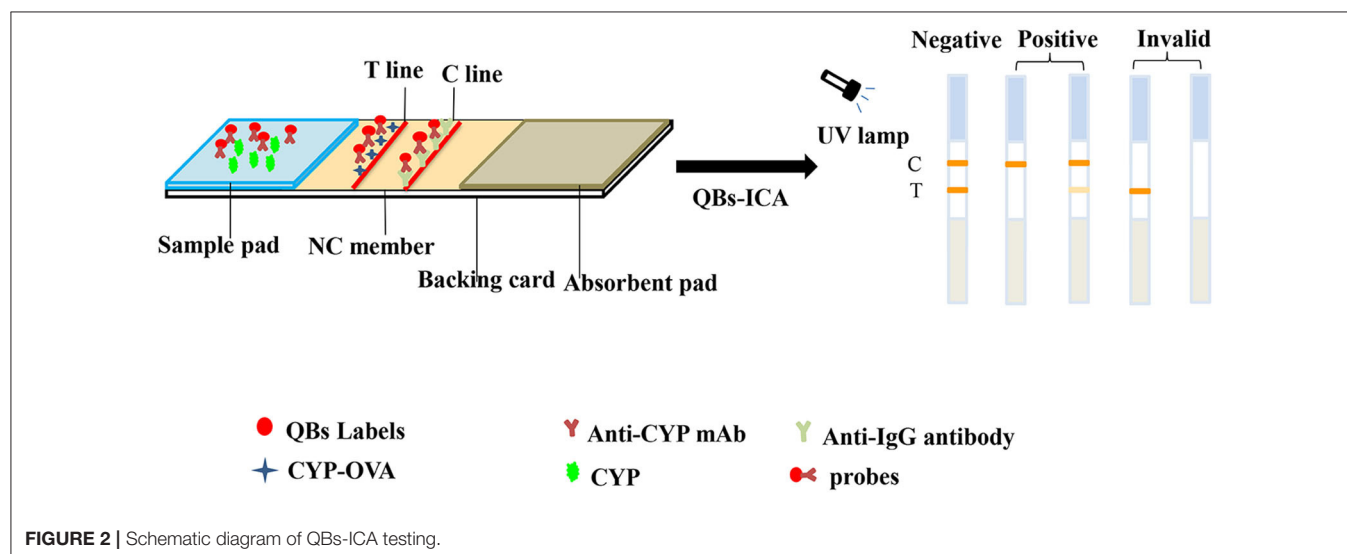 Negative Positive Invalid
T line C line
UV lamp
C
T
QBs-ICA
Sample pad NC member
Backing card Absorbent pad
QBs Labels Anti-CYP mAb Anti-IgG antibody
CYP-OVA CYP probes
FIGURE 2 | Schematic diagram of QBs-ICA testing.